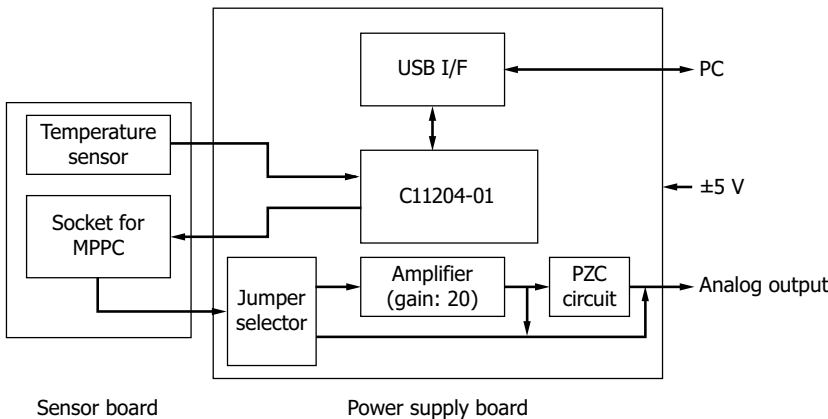 USB I/F
PC
Temperature
sensor
C11204-01
±5 V
Socket for
MPPC
Jumper
selector
Amplifier
(gain: 20)
PZC
circuit
Analog output
Sensor board
Power supply board